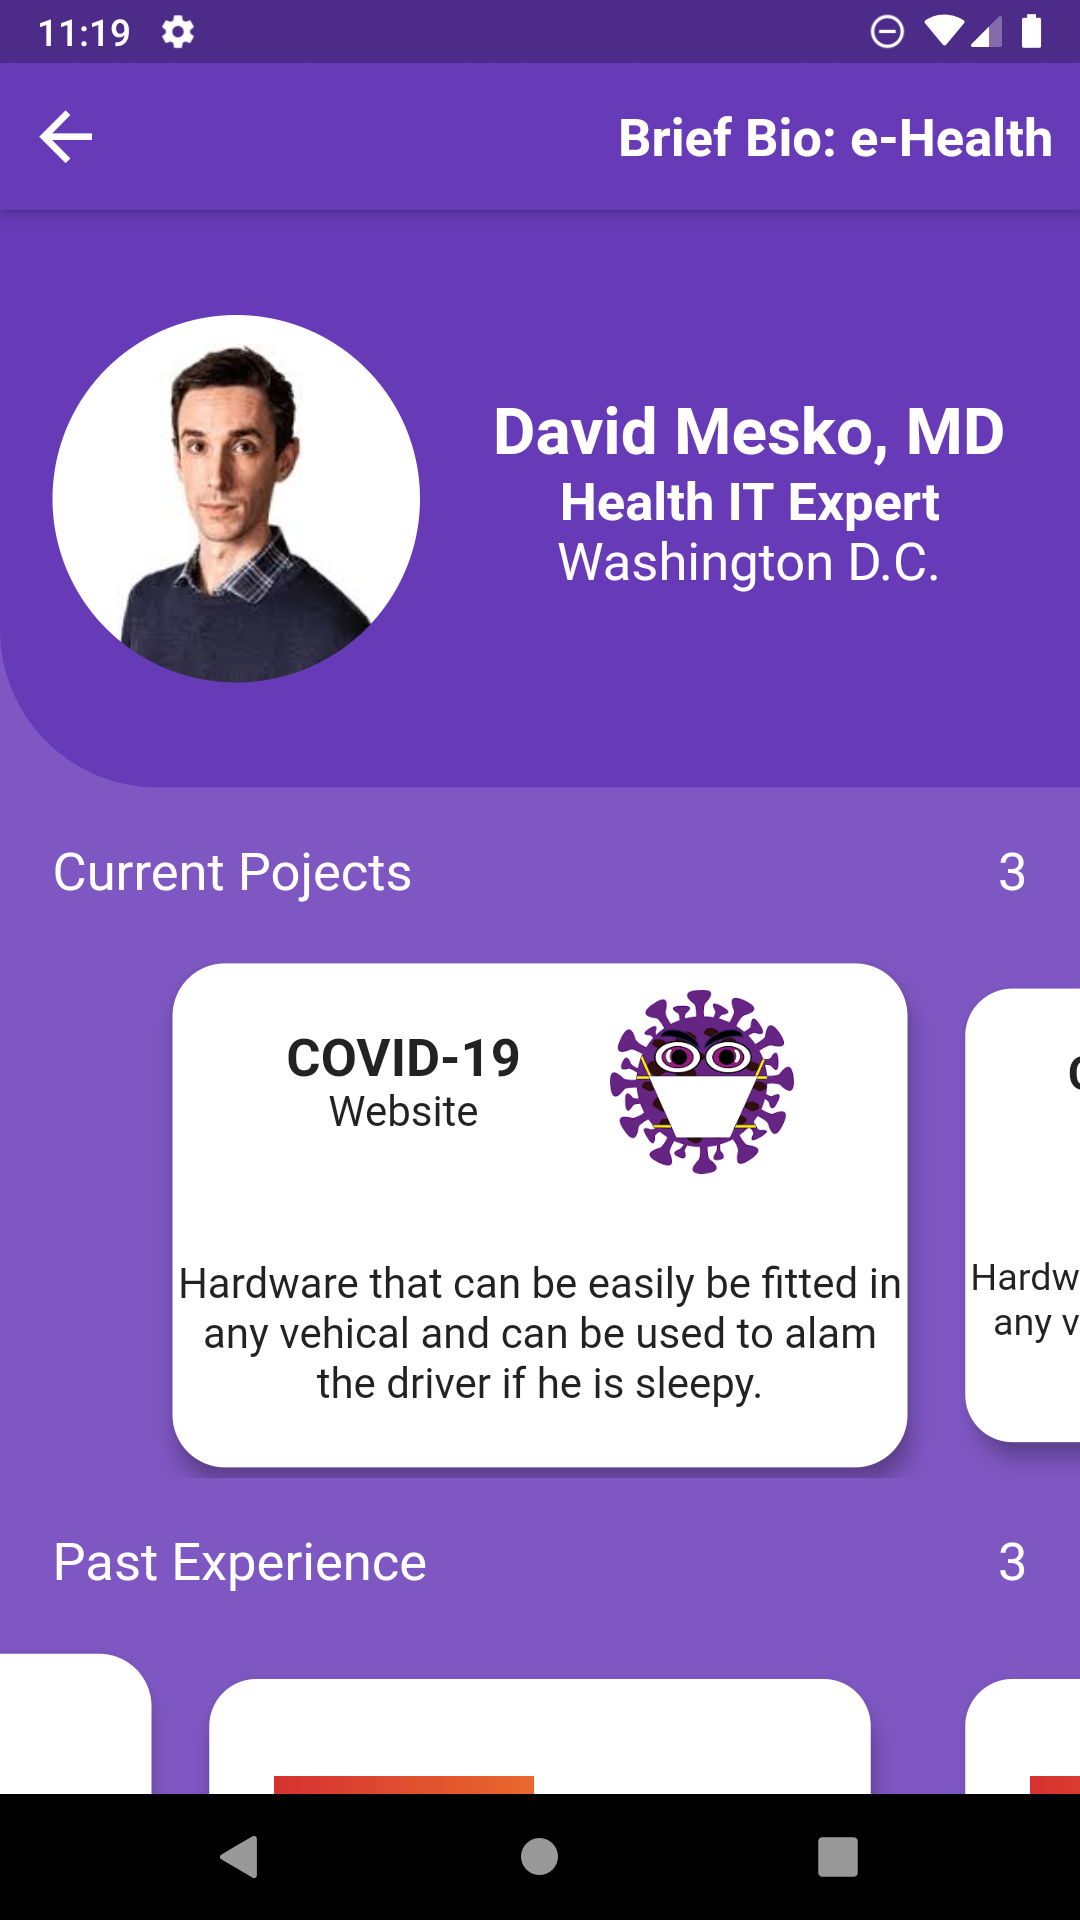 11:19
Brief Bio: e-Health
David Mesko, MD
Health IT Expert
Washington D.C.
Current Pojects
3
COVID-19
Website
Hardware that can be easily be fitted in
any vehical and can be used to alam
the driver if he is sleepy.
Hardw
any v
Past Experience
3